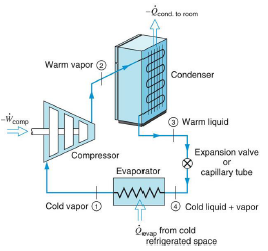 −Q̇cond. to room
Warm vapor 2
Condenser
−Ẇcomp
3 Warm liquid
Compressor
Expansion valve
or
capillary tube
Evaporator
Cold vapor 1
4 Cold liquid + vapor
Q̇evap from cold
refrigerated space